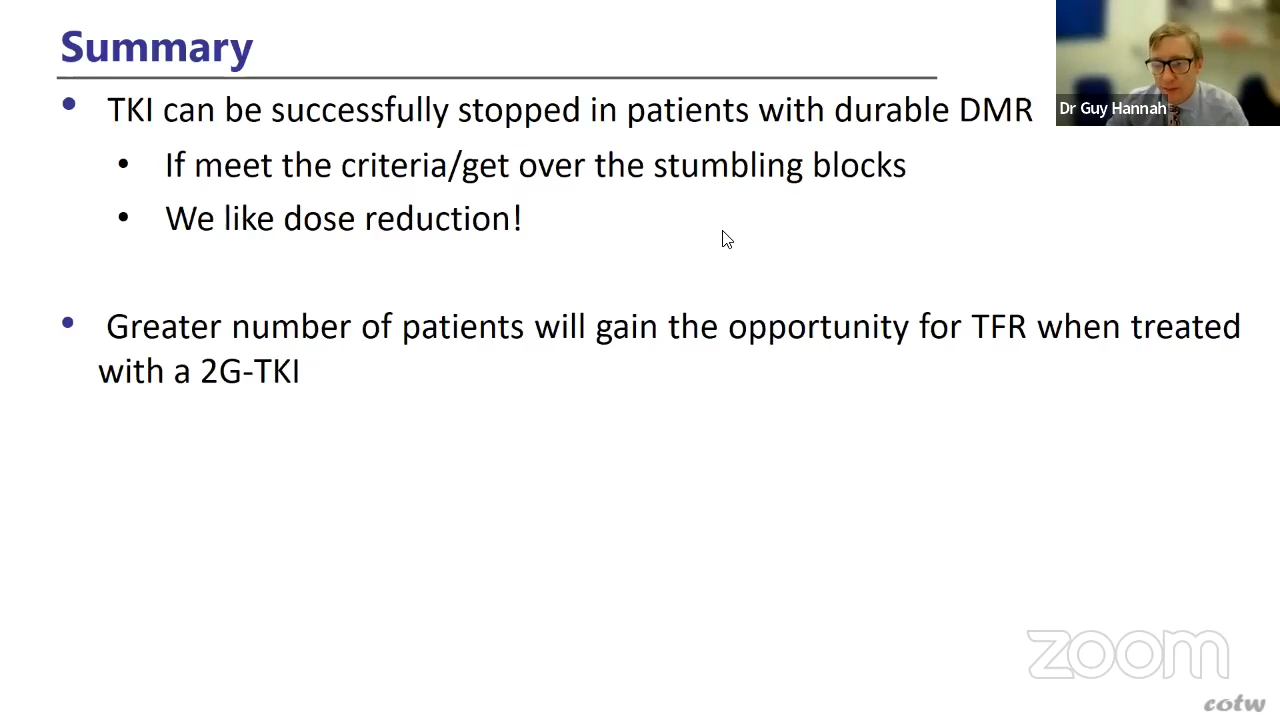 Summary
• TKI can be successfully stopped in patients with durable DMR
• If meet the criteria/get over the stumbling blocks
• We like dose reduction!
• Greater number of patients will gain the opportunity for TFR when treated
with a 2G-TKI
Dr Guy Hannah
zoom
cotw